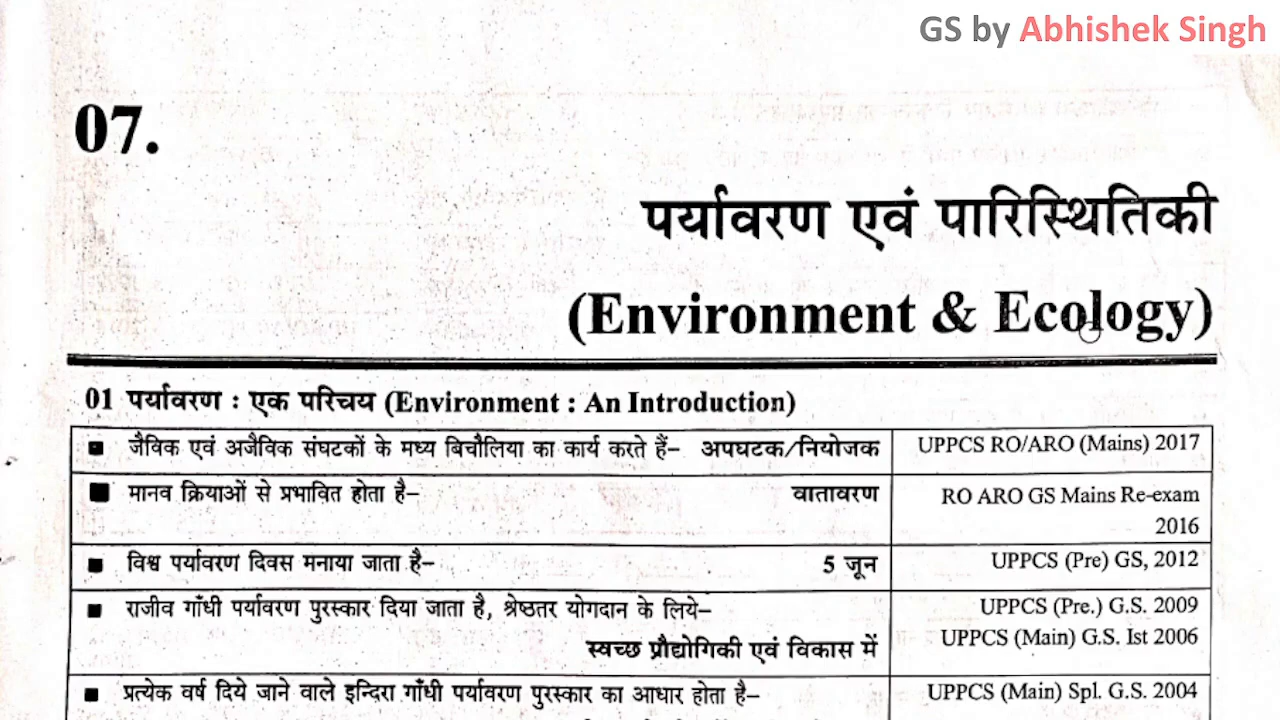 GS by Abhishek Singh
07.
पर्यावरण एवं पारिस्थितिकी
(Environment & Ecology)
01 पर्यावरण : एक परिचय (Environment : An Introduction)
■ जैविक एवं अजैविक संघटकों के मध्य बिचौलिया का कार्य करते हैं– अपघटक/नियोजक UPPCS RO/ARO (Mains) 2017
■ मानव क्रियाओं से प्रभावित होता है– वातावरण RO ARO GS Mains Re-exam
2016
■ विश्व पर्यावरण दिवस मनाया जाता है– 5 जून UPPCS (Pre) GS, 2012
■ राजीव गाँधी पर्यावरण पुरस्कार दिया जाता है, श्रेष्ठतर योगदान के लिये– UPPCS (Pre.) G.S. 2009
स्वच्छ प्रौद्योगिकी एवं विकास में UPPCS (Main) G.S. Ist 2006
■ प्रत्येक वर्ष दिये जाने वाले इन्दिरा गाँधी पर्यावरण पुरस्कार का आधार होता है– UPPCS (Main) Spl. G.S. 2004